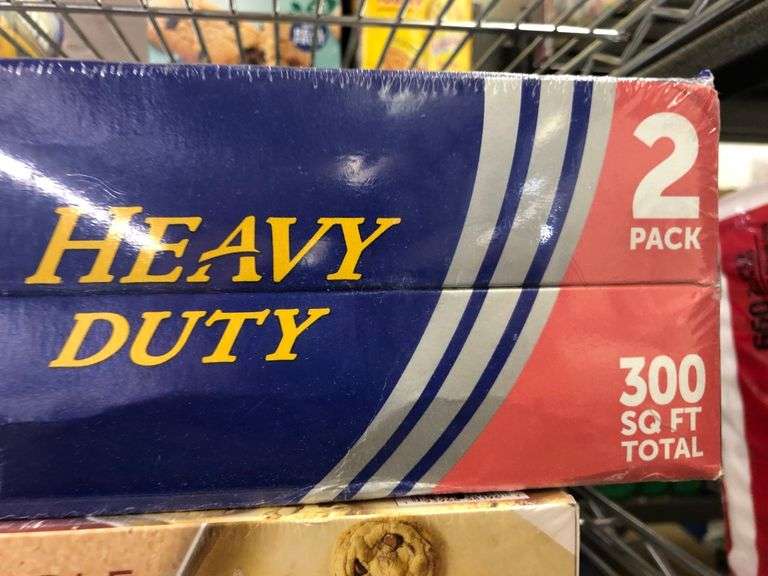 HEAVY
DUTY
2
PACK
300
SQ FT
TOTAL